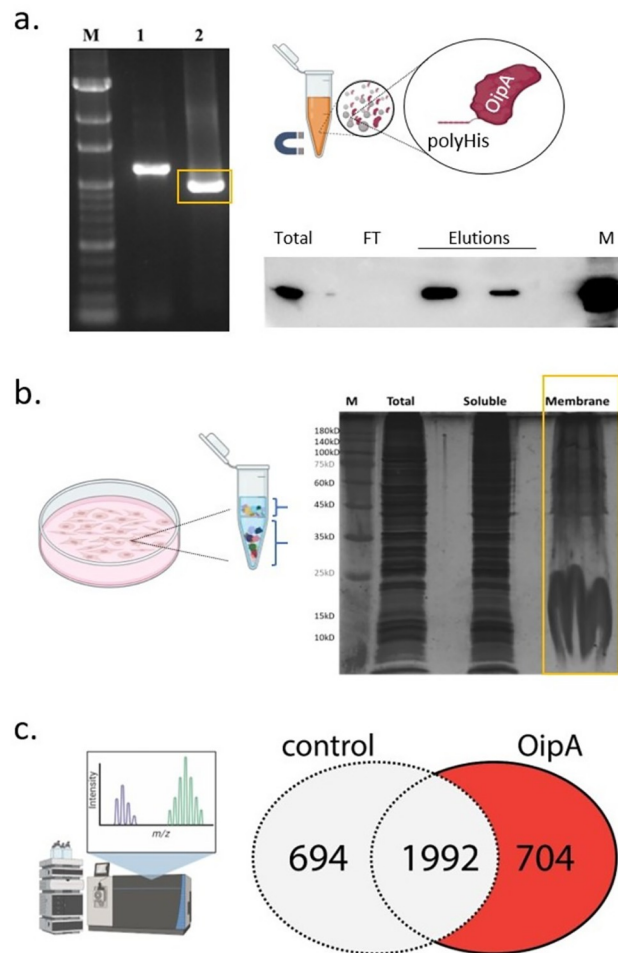 a.
M 1 2
OipA
polyHis
Total FT Elutions M
b.
M Total Soluble Membrane
180kD
140kD
100kD
75kD
60kD
45kD
35kD
25kD
15kD
10kD
c.
Intensity
m/z
control OipA
694 1992 704